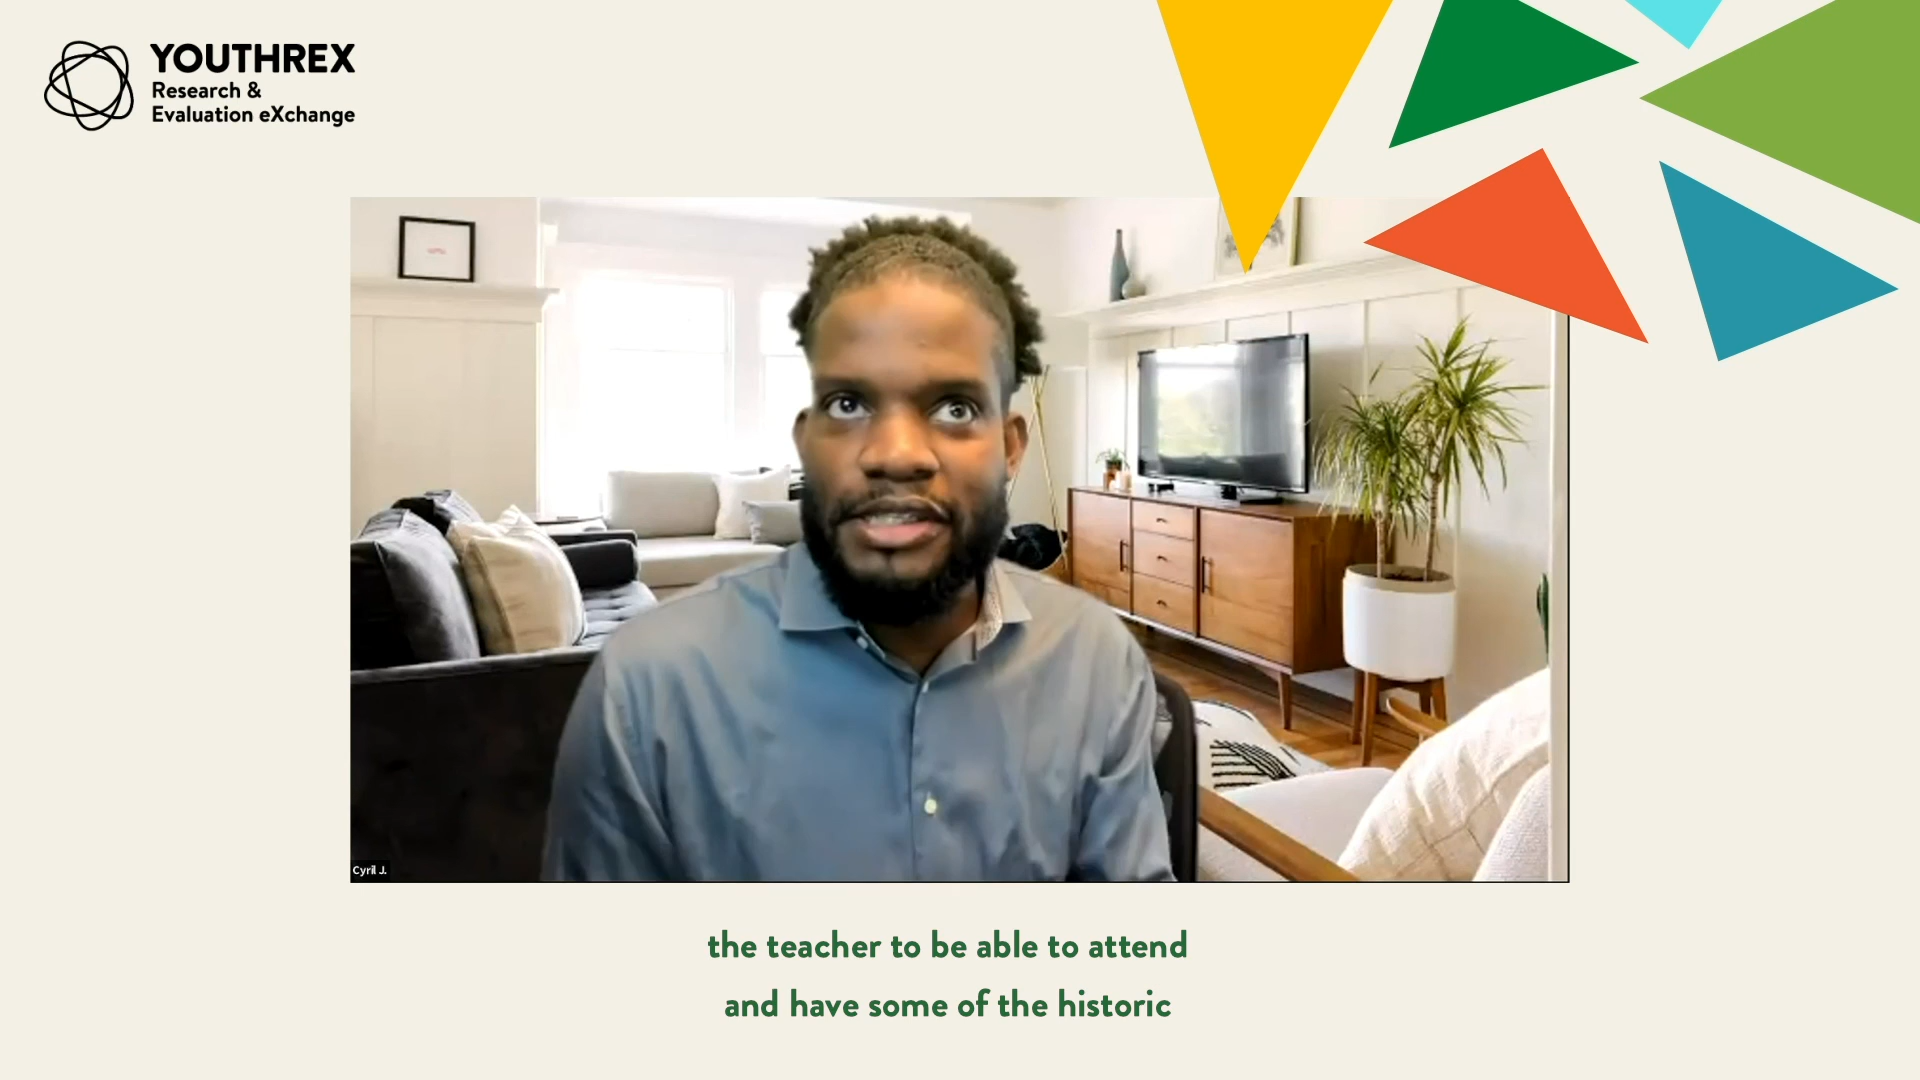 YOUTHREX
Research &
Evaluation eXchange
Cyril J.
the teacher to be able to attend
and have some of the historic